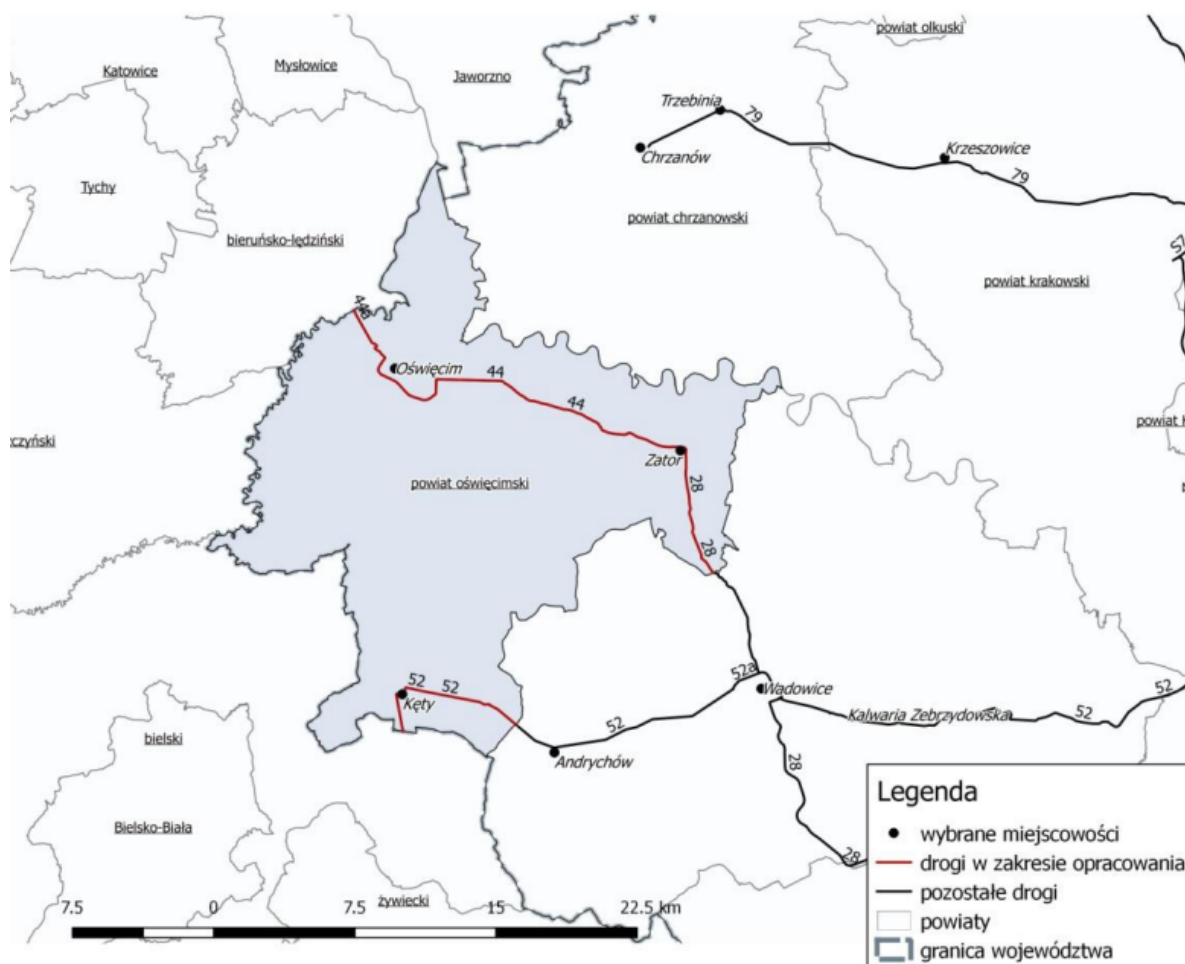 powiat olkuski
Katowice
Mysłowice
Jaworzno
Trzebinia
79
Chrzanów
Krzeszowice
79
Tychy
powiat chrzanowski
bieruńsko-lędziński
powiat krakowski
Oświęcim
44
44
czyński
Zator
powiat oświęcimski
28
28
52a
52
52
Kęty
Wadowice
52
52
Kalwaria Zebrzydowska
52
bielski
Andrychów
28
Bielsko-Biała
28
żywiecki
Legenda
wybrane miejscowości
drogi w zakresie opracowania
pozostałe drogi
powiaty
granica województwa
7.5 0 7.5 15 22.5 km